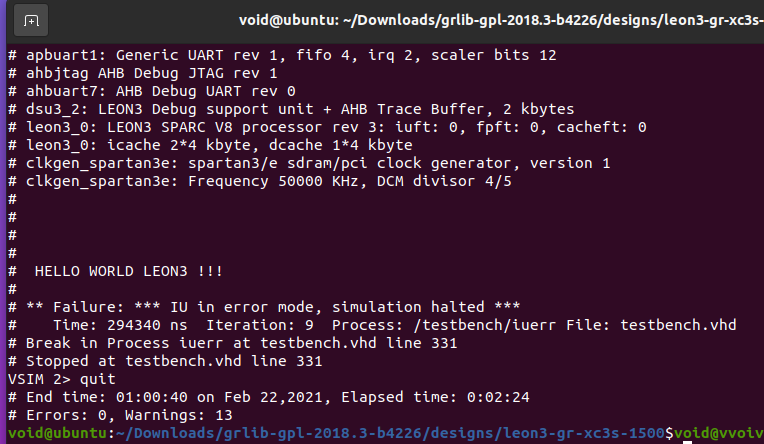 void@ubuntu: ~/Downloads/grlib-gpl-2018.3-b4226/designs/leon3-gr-xc3s-
# apbuart1: Generic UART rev 1, fifo 4, irq 2, scaler bits 12
# ahbjtag AHB Debug JTAG rev 1
# ahbuart7: AHB Debug UART rev 0
# dsu3_2: LEON3 Debug support unit + AHB Trace Buffer, 2 kbytes
# leon3_0: LEON3 SPARC V8 processor rev 3: iuft: 0, fpft: 0, cacheft: 0
# leon3_0: icache 2*4 kbyte, dcache 1*4 kbyte
# clkgen_spartan3e: spartan3/e sdram/pci clock generator, version 1
# clkgen_spartan3e: Frequency 50000 KHz, DCM divisor 4/5
#
#
#
#
#  HELLO WORLD LEON3 !!!
#
# ** Failure: *** IU in error mode, simulation halted ***
#    Time: 294340 ns  Iteration: 9  Process: /testbench/iuerr File: testbench.vhd
# Break in Process iuerr at testbench.vhd line 331
# Stopped at testbench.vhd line 331
VSIM 2> quit
# End time: 01:00:40 on Feb 22,2021, Elapsed time: 0:02:24
# Errors: 0, Warnings: 13
void@ubuntu:~/Downloads/grlib-gpl-2018.3-b4226/designs/leon3-gr-xc3s-1500$void@vvoiv